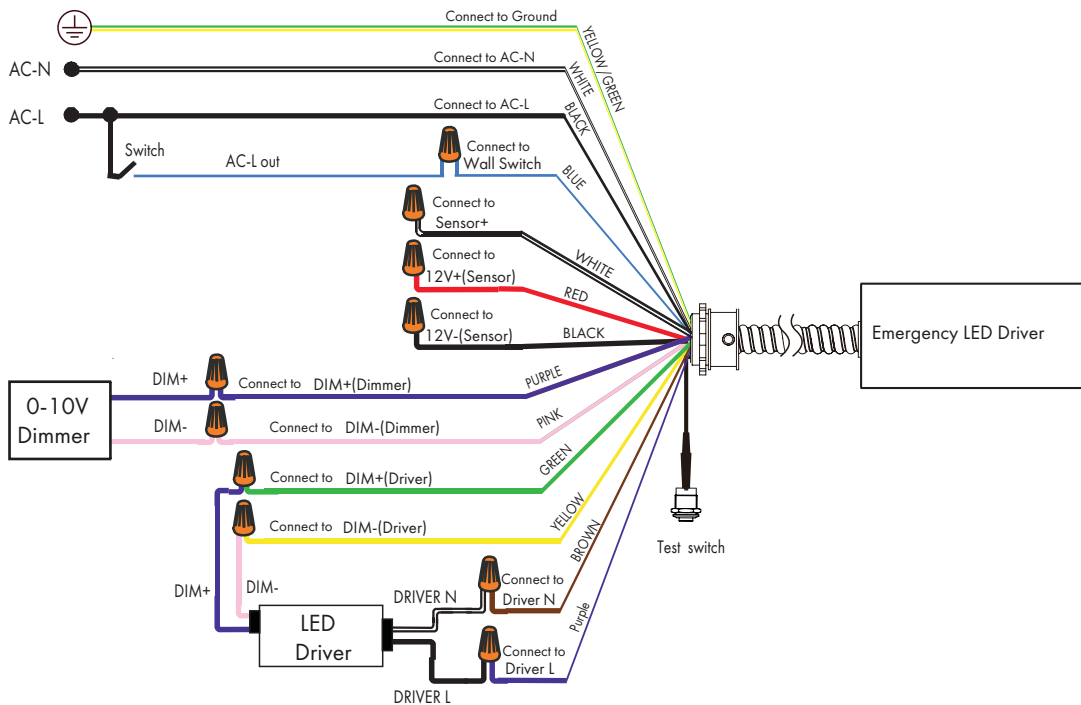 Connect to Ground
YELLOW/GREEN
AC-N
Connect to AC-N
WHITE
AC-L
Connect to AC-L
BLACK
Switch
AC-L out
Connect to
Wall Switch
BLUE
Connect to
Sensor+
WHITE
Connect to
12V+(Sensor)
RED
Connect to
12V-(Sensor)
BLACK
Emergency LED Driver
0-10V
Dimmer
DIM+
Connect to DIM+(Dimmer)
PURPLE
DIM-
Connect to DIM-(Dimmer)
PINK
Connect to DIM+(Driver)
GREEN
Connect to DIM-(Driver)
YELLOW
Test switch
DIM+
DIM-
LED
Driver
DRIVER N
Connect to
Driver N
BROWN
DRIVER L
Connect to
Driver L
Purple